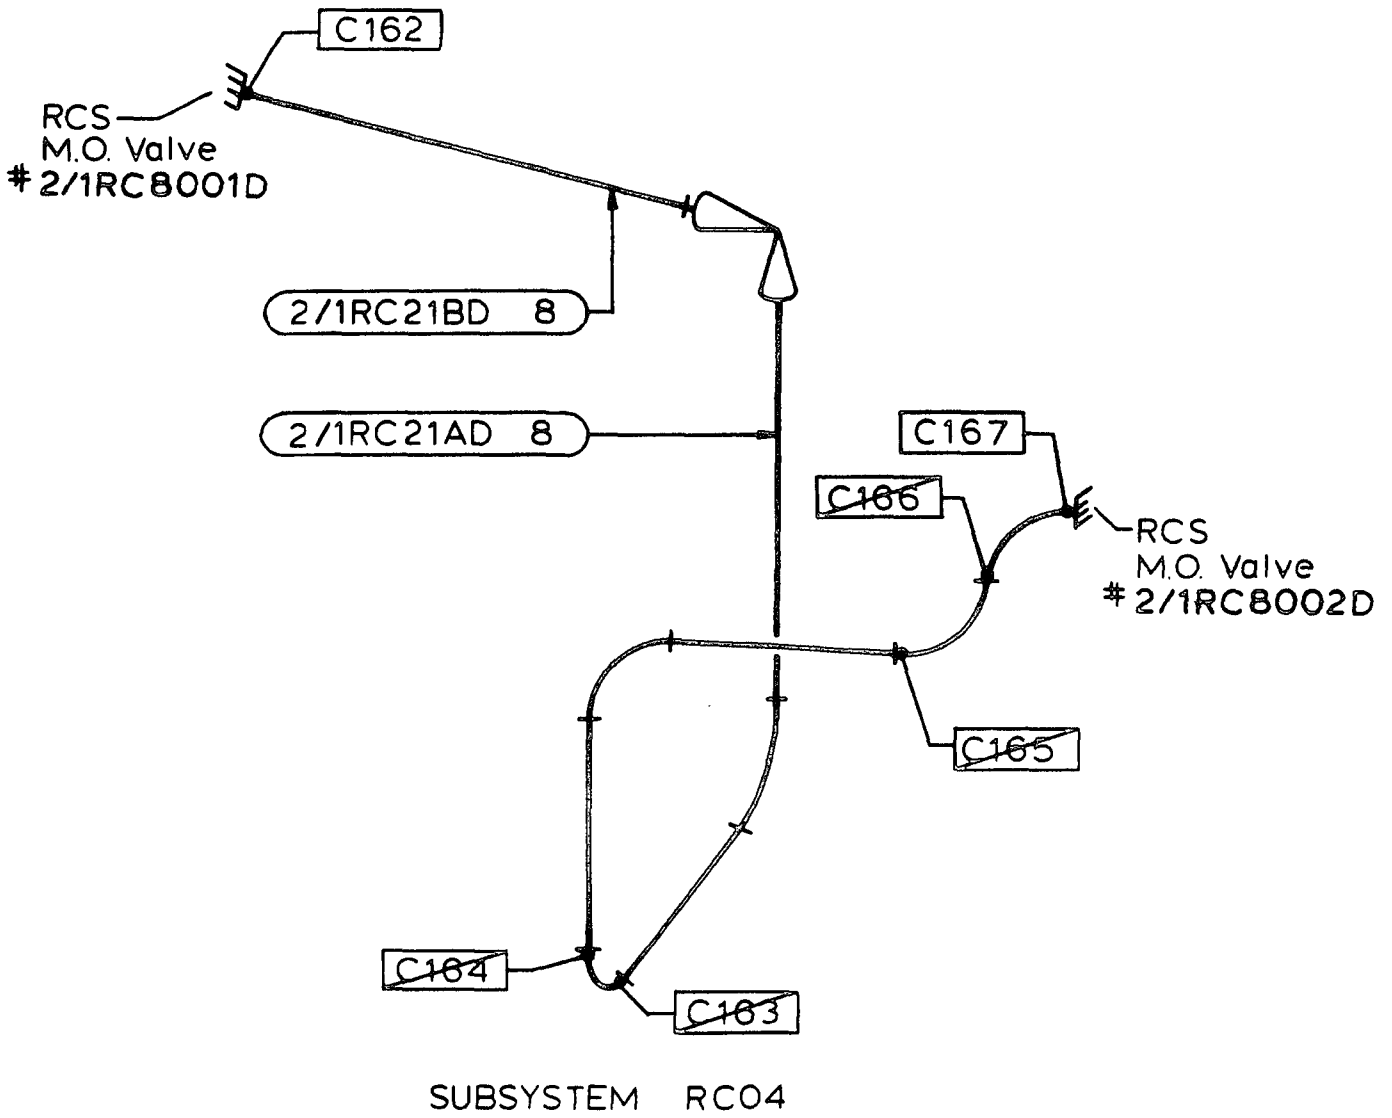 C162
RCS
M.O. Valve
# 2/1RC8001D
2/1RC21BD 8
2/1RC21AD 8
C167
C166
RCS
M.O. Valve
# 2/1RC8002D
C165
C164
C163
SUBSYSTEM RC04